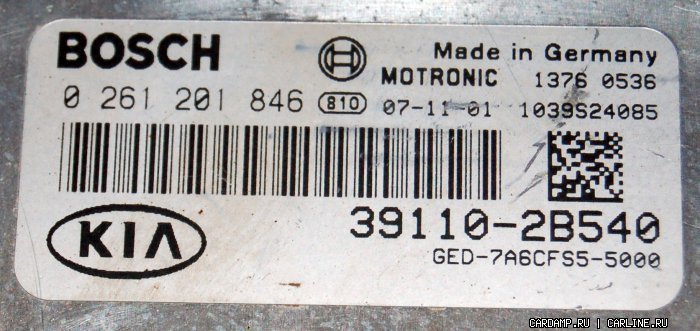 BOSCH Made in Germany
MOTRONIC 1376 0536
0 261 201 846 810 07-11-01 1039S24085
39110-2B540
KIA
GED-7A6CFS5-5000
CARDAMP.RU | CARLINE.RU